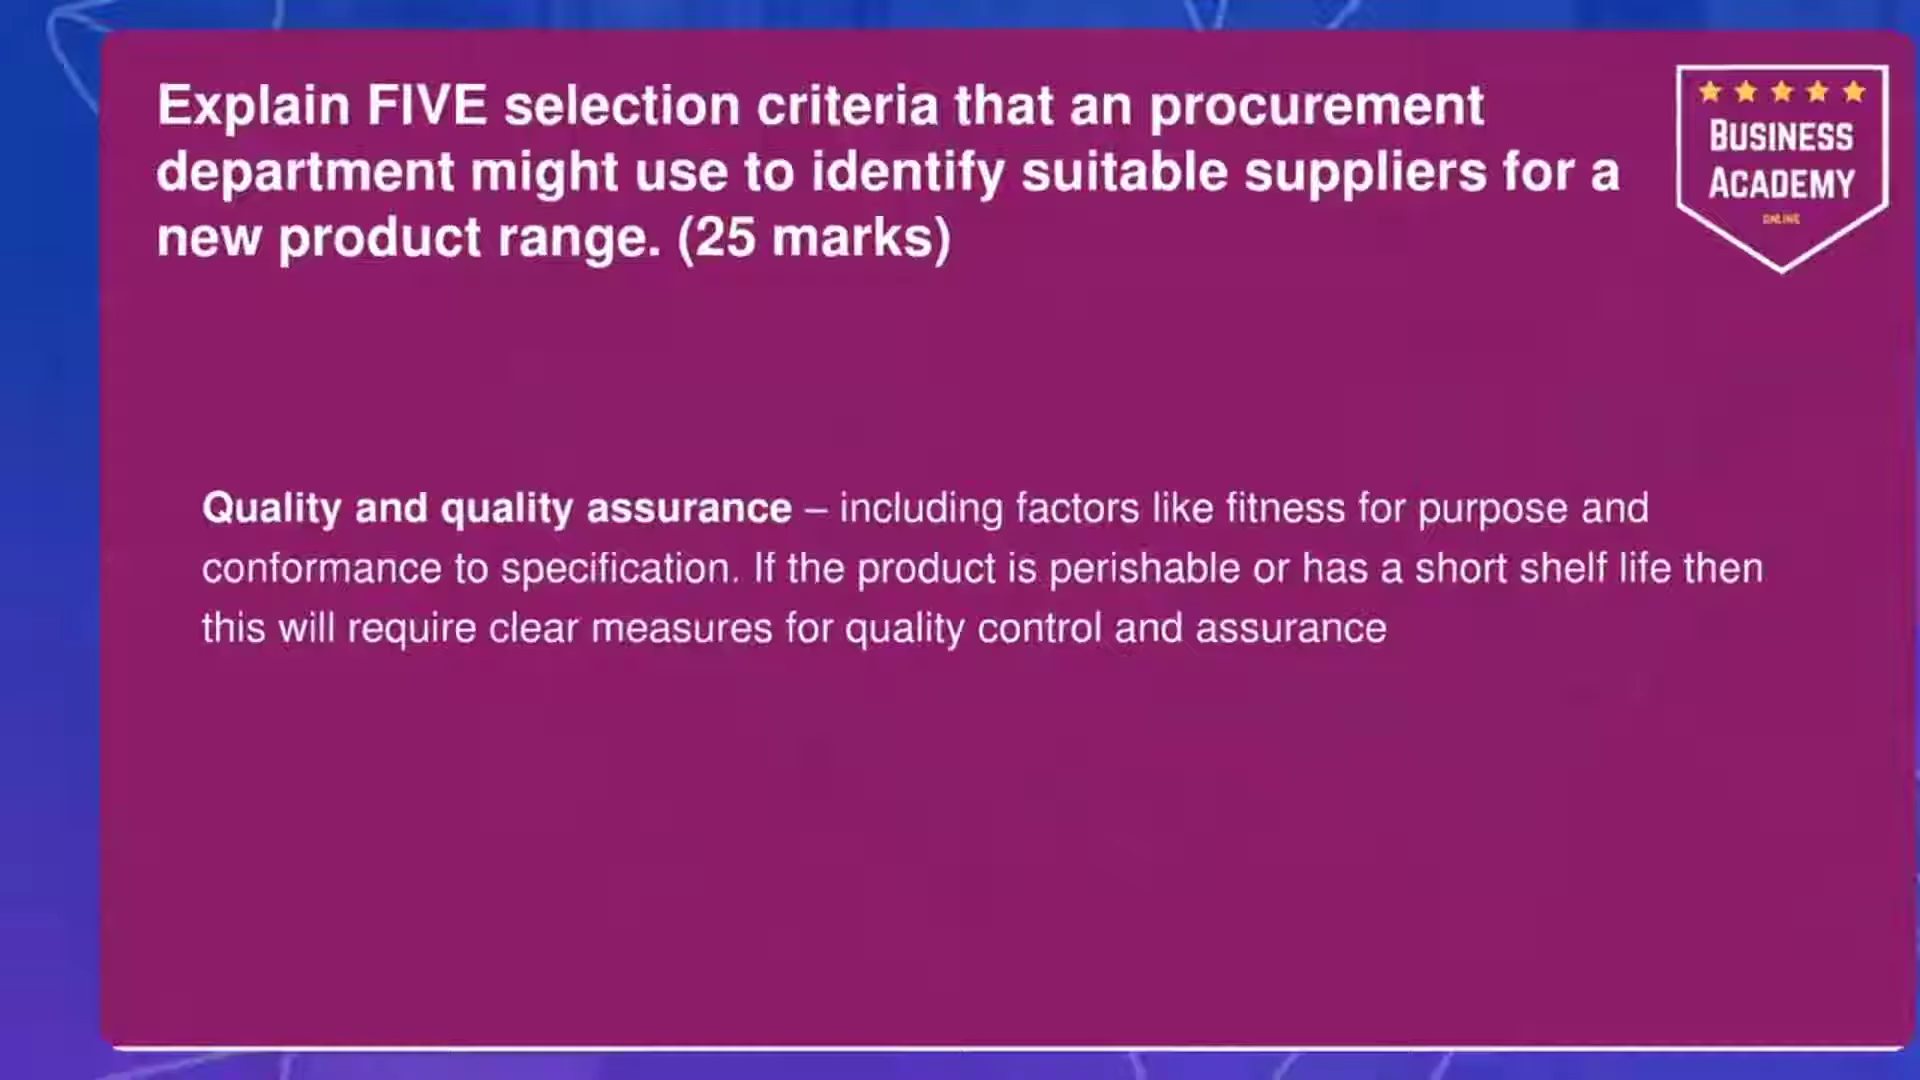 Explain FIVE selection criteria that an procurement
department might use to identify suitable suppliers for a
new product range. (25 marks)
BUSINESS
ACADEMY
ONLINE
Quality and quality assurance – including factors like fitness for purpose and
conformance to specification. If the product is perishable or has a short shelf life then
this will require clear measures for quality control and assurance